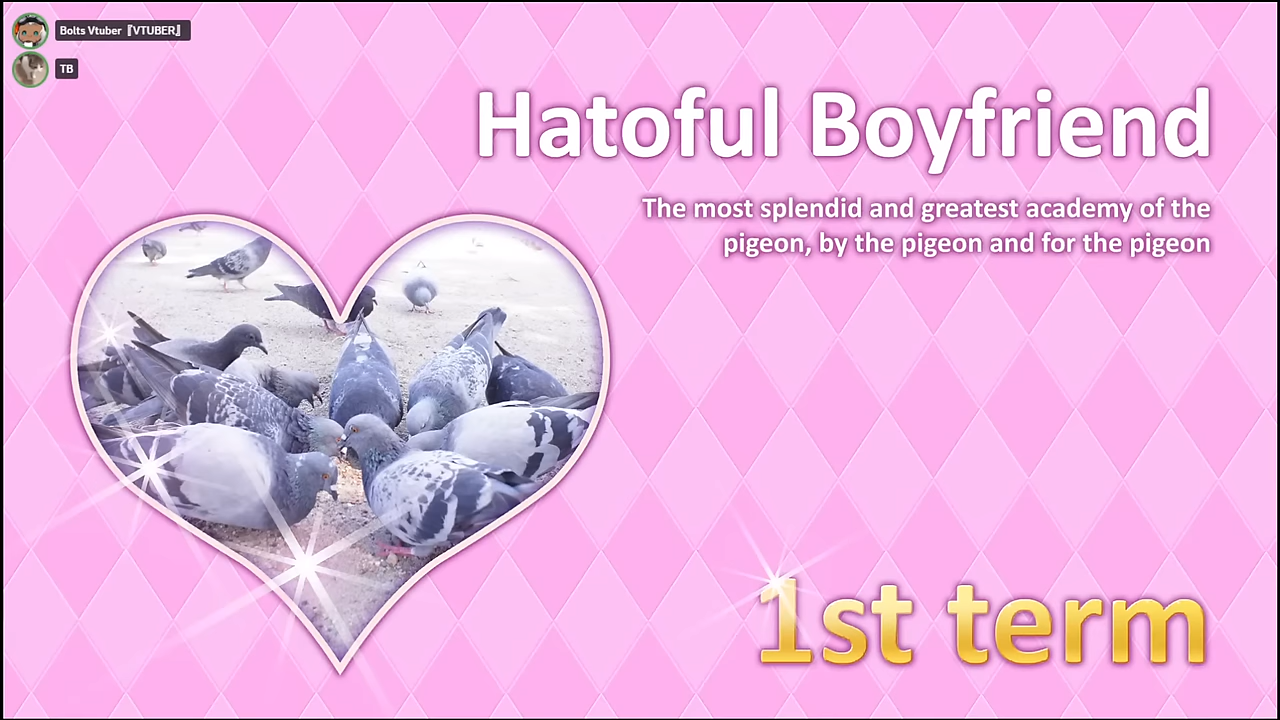 Bolts Vtuber『VTUBER』
TB
Hatoful Boyfriend
The most splendid and greatest academy of the
pigeon, by the pigeon and for the pigeon
1st term